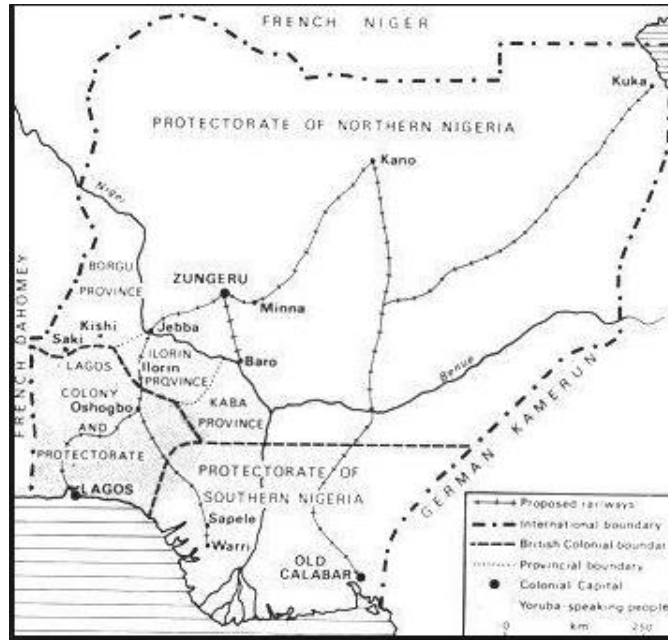 FRENCH NIGER
Kuka
PROTECTORATE OF NORTHERN NIGERIA
Kano
Niger
BORGU
PROVINCE
ZUNGERU
Minna
FRENCH DAHOMEY
Kishi
Saki
Jebba
LAGOS
ILORIN
Ilorin
PROVINCE
Baro
Benue
COLONY
Oshogbo
AND
PROTECTORATE
KABA
PROVINCE
GERMAN KAMERUN
LAGOS
PROTECTORATE OF
SOUTHERN NIGERIA
Sapele
Warri
OLD
CALABAR
Proposed railways
International boundary
British Colonial boundar
Provincial boundary
Colonial Capital
Yoruba-speaking people
0 km 250